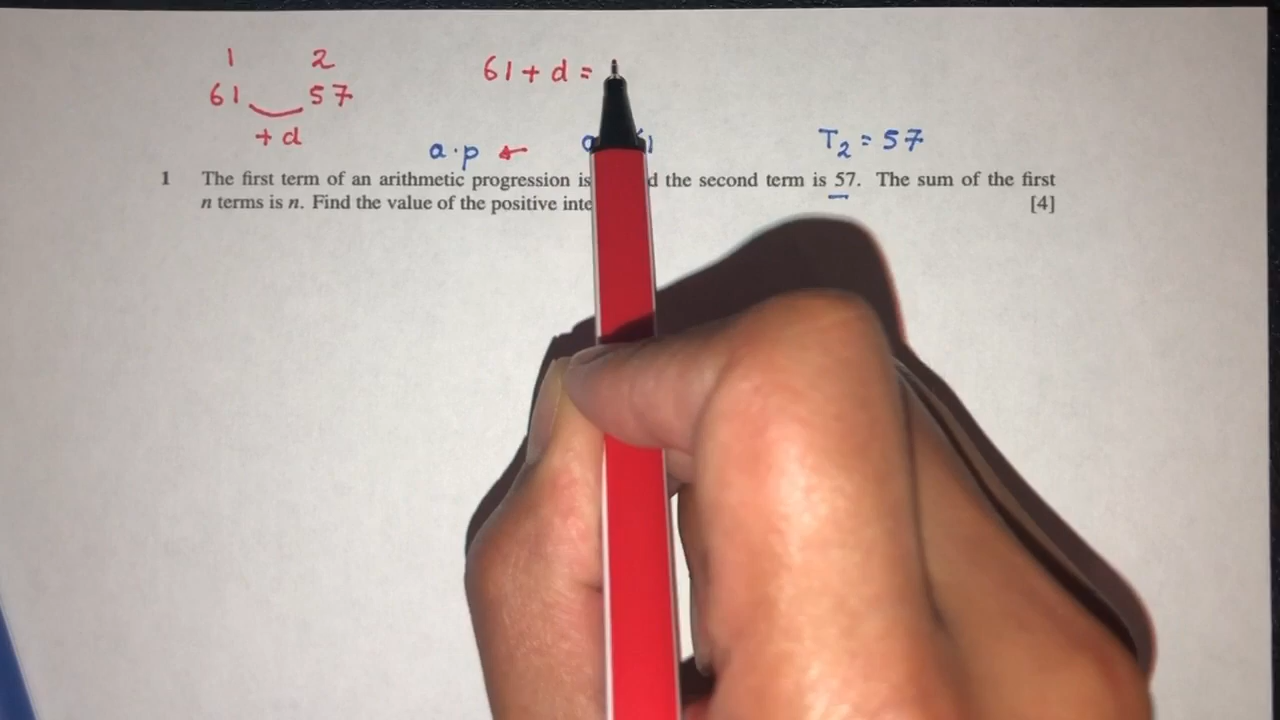 1 2
61 57
+ d
61 + d =
a.p ← T₂ = 57
1 The first term of an arithmetic progression is the second term is 57. The sum of the first
n terms is n. Find the value of the positive [4]